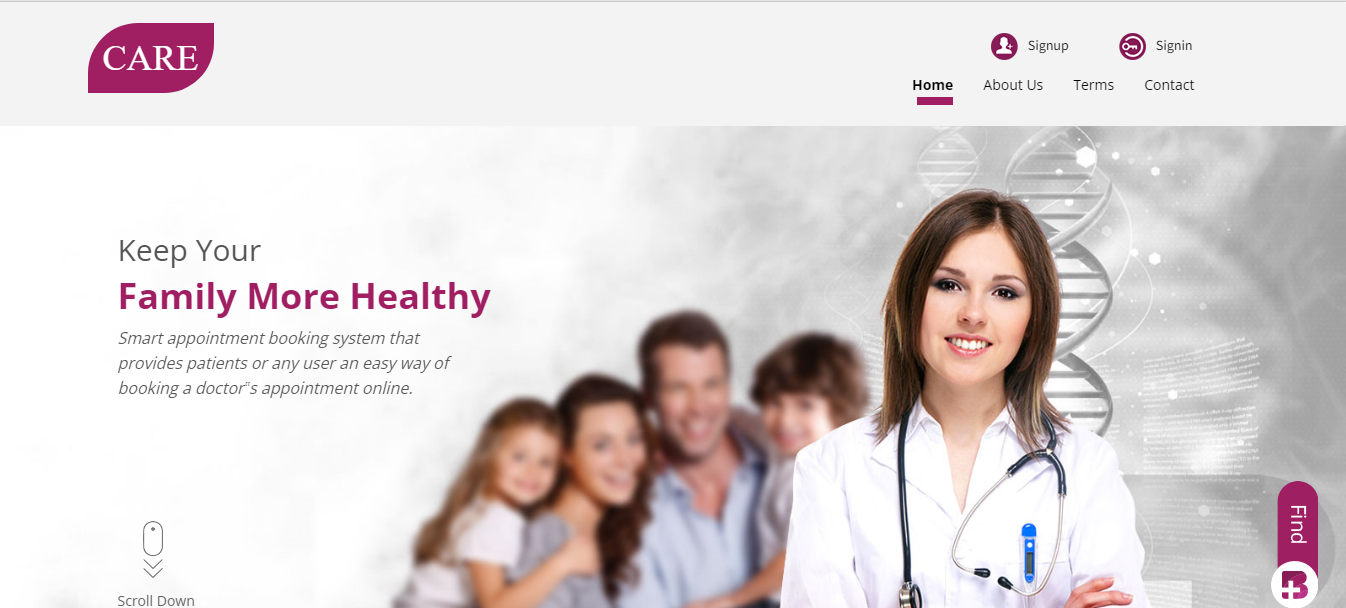 CARE
Signup
Signin
Home
About Us
Terms
Contact
Keep Your
Family More Healthy
Smart appointment booking system that
provides patients or any user an easy way of
booking a doctor"s appointment online.
Find
Scroll Down